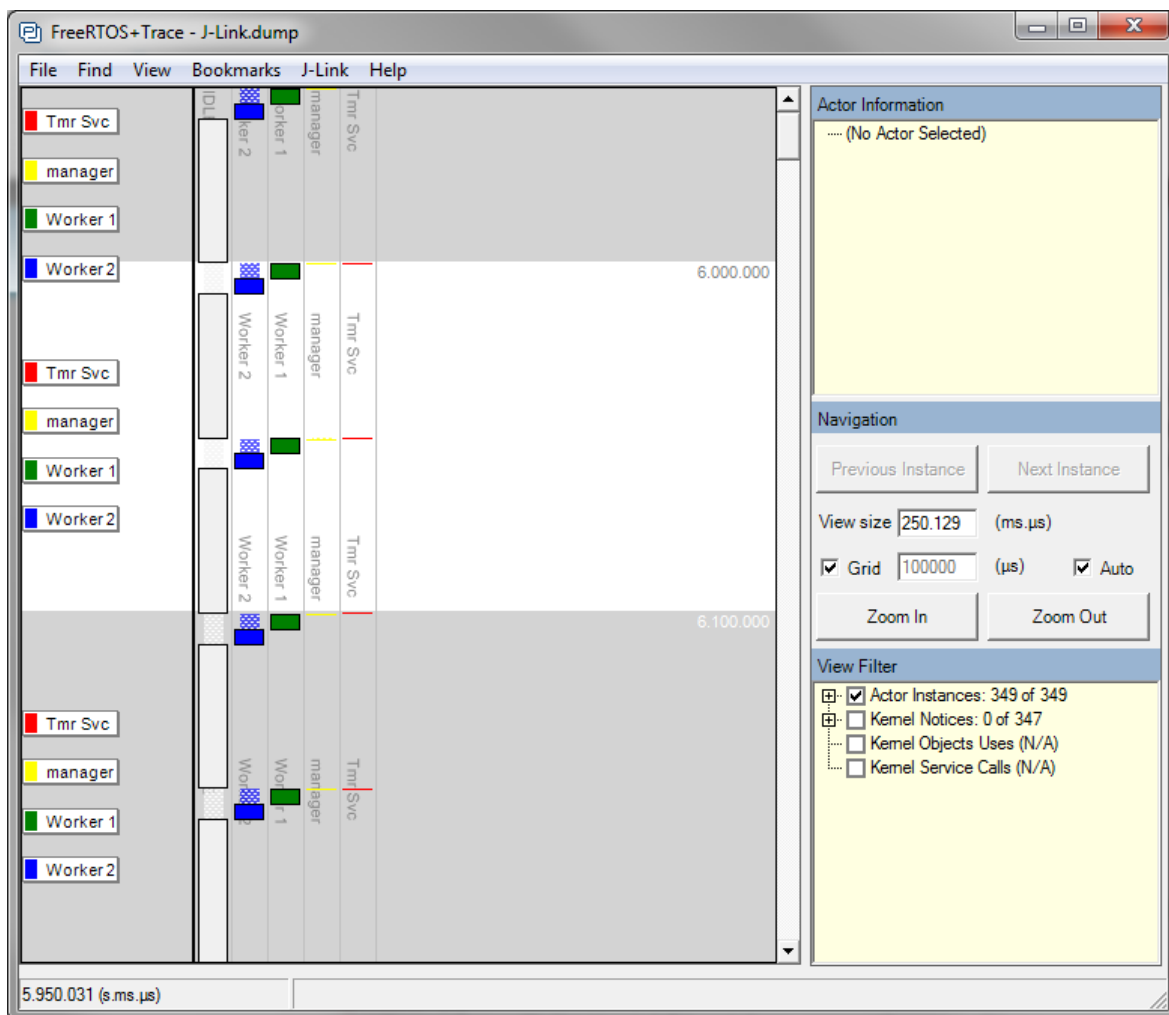 FreeRTOS+Trace - J-Link.dump
File Find View Bookmarks J-Link Help
Tmr Svc
manager
Worker 1
Worker 2
Tmr Svc
manager
Worker 1
Worker 2
Tmr Svc
manager
Worker 1
Worker 2
manager
Tmr Svc
6.000.000
Worker 2
Worker 1
manager
Tmr Svc
Worker 2
Worker 1
manager
Tmr Svc
6.100.000
manager
Tmr Svc
Actor Information
(No Actor Selected)
Navigation
Previous Instance Next Instance
View size 250.129 (ms.µs)
Grid 100000 (µs) Auto
Zoom In Zoom Out
View Filter
Actor Instances: 349 of 349
Kernel Notices: 0 of 347
Kernel Objects Uses (N/A)
Kernel Service Calls (N/A)
5.950.031 (s.ms.µs)